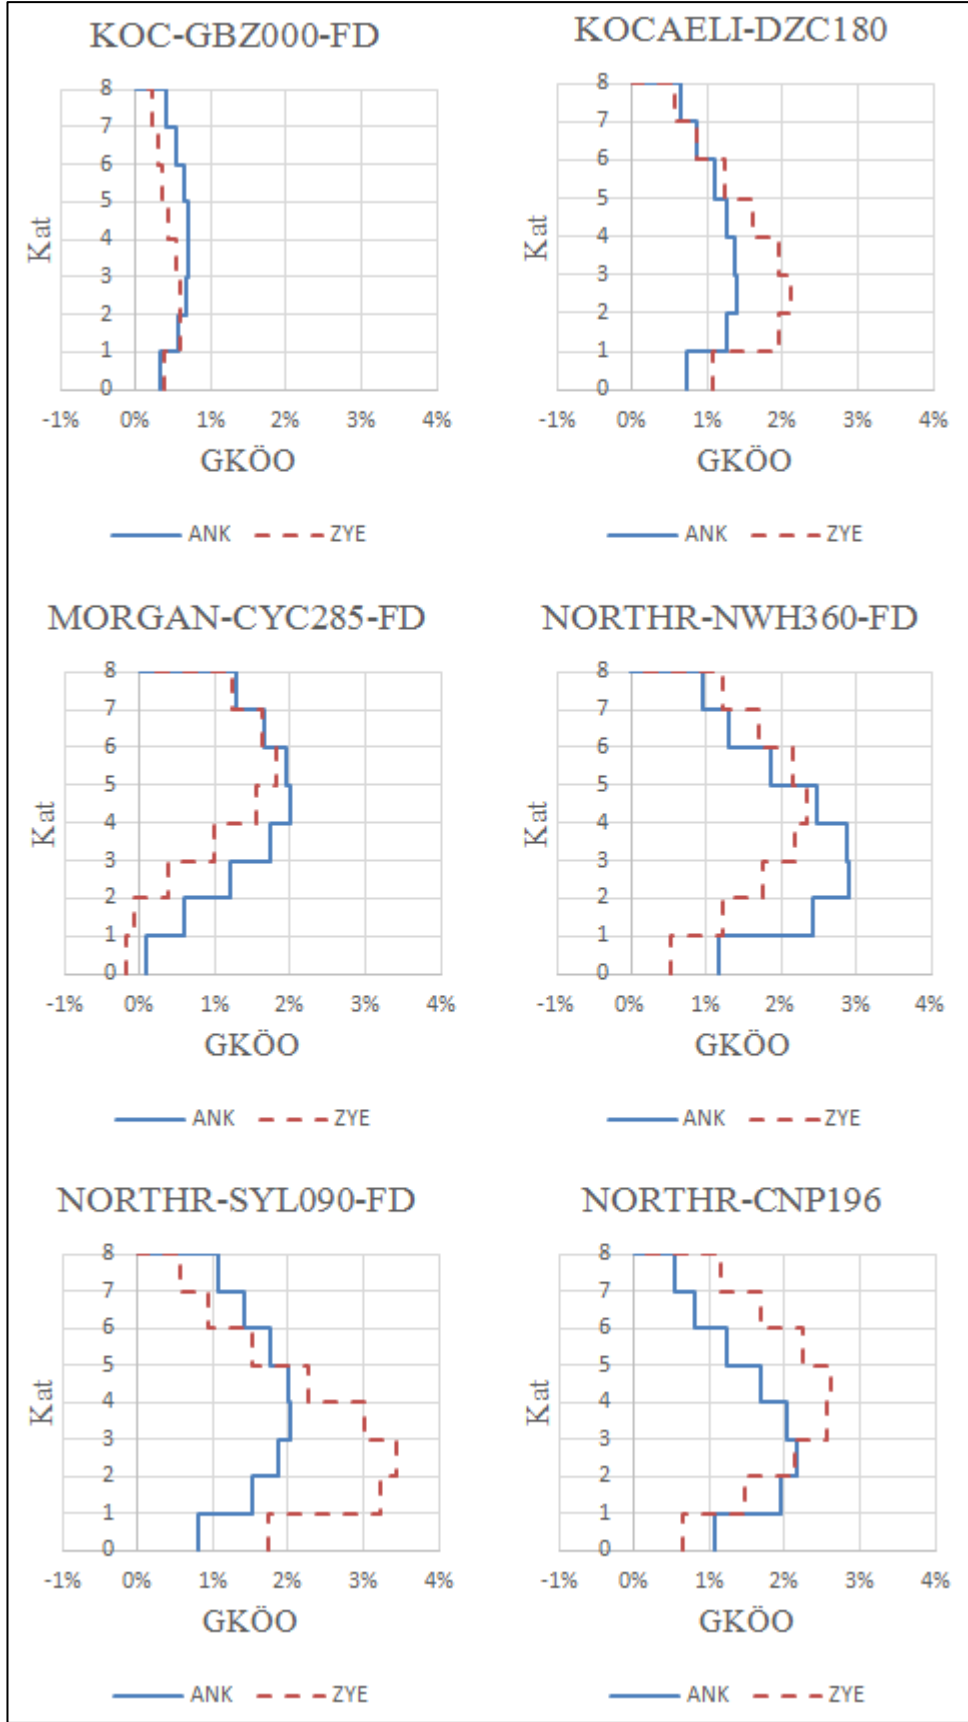 KOC-GBZ000-FD
8
7
6
5
4
3
2
1
0
Kat
-1% 0% 1% 2% 3% 4%
GKÖO
ANK ZYE
KOCAELI-DZC180
8
7
6
5
4
3
2
1
0
Kat
-1% 0% 1% 2% 3% 4%
GKÖO
ANK ZYE
MORGAN-CYC285-FD
8
7
6
5
4
3
2
1
0
Kat
-1% 0% 1% 2% 3% 4%
GKÖO
ANK ZYE
NORTHR-NWH360-FD
8
7
6
5
4
3
2
1
0
Kat
-1% 0% 1% 2% 3% 4%
GKÖO
ANK ZYE
NORTHR-SYL090-FD
8
7
6
5
4
3
2
1
0
Kat
-1% 0% 1% 2% 3% 4%
GKÖO
ANK ZYE
NORTHR-CNP196
8
7
6
5
4
3
2
1
0
Kat
-1% 0% 1% 2% 3% 4%
GKÖO
ANK ZYE